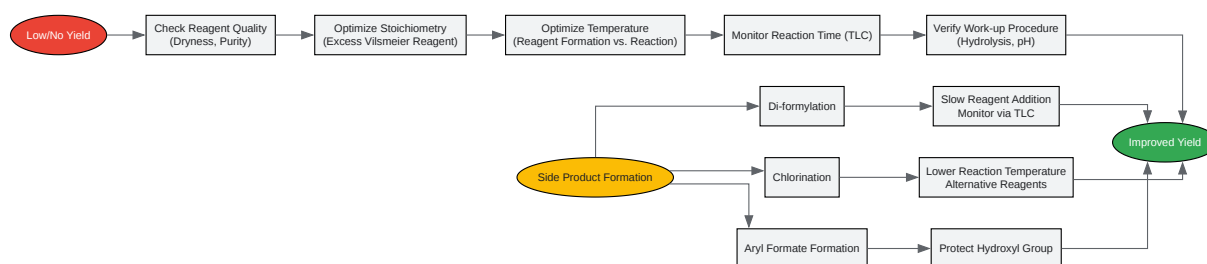 Low/No Yield
Check Reagent Quality
(Dryness, Purity)
Optimize Stoichiometry
(Excess Vilsmeier Reagent)
Optimize Temperature
(Reagent Formation vs. Reaction)
Monitor Reaction Time (TLC)
Verify Work-up Procedure
(Hydrolysis, pH)
Di-formylation
Slow Reagent Addition
Monitor via TLC
Improved Yield
Side Product Formation
Chlorination
Lower Reaction Temperature
Alternative Reagents
Aryl Formate Formation
Protect Hydroxyl Group